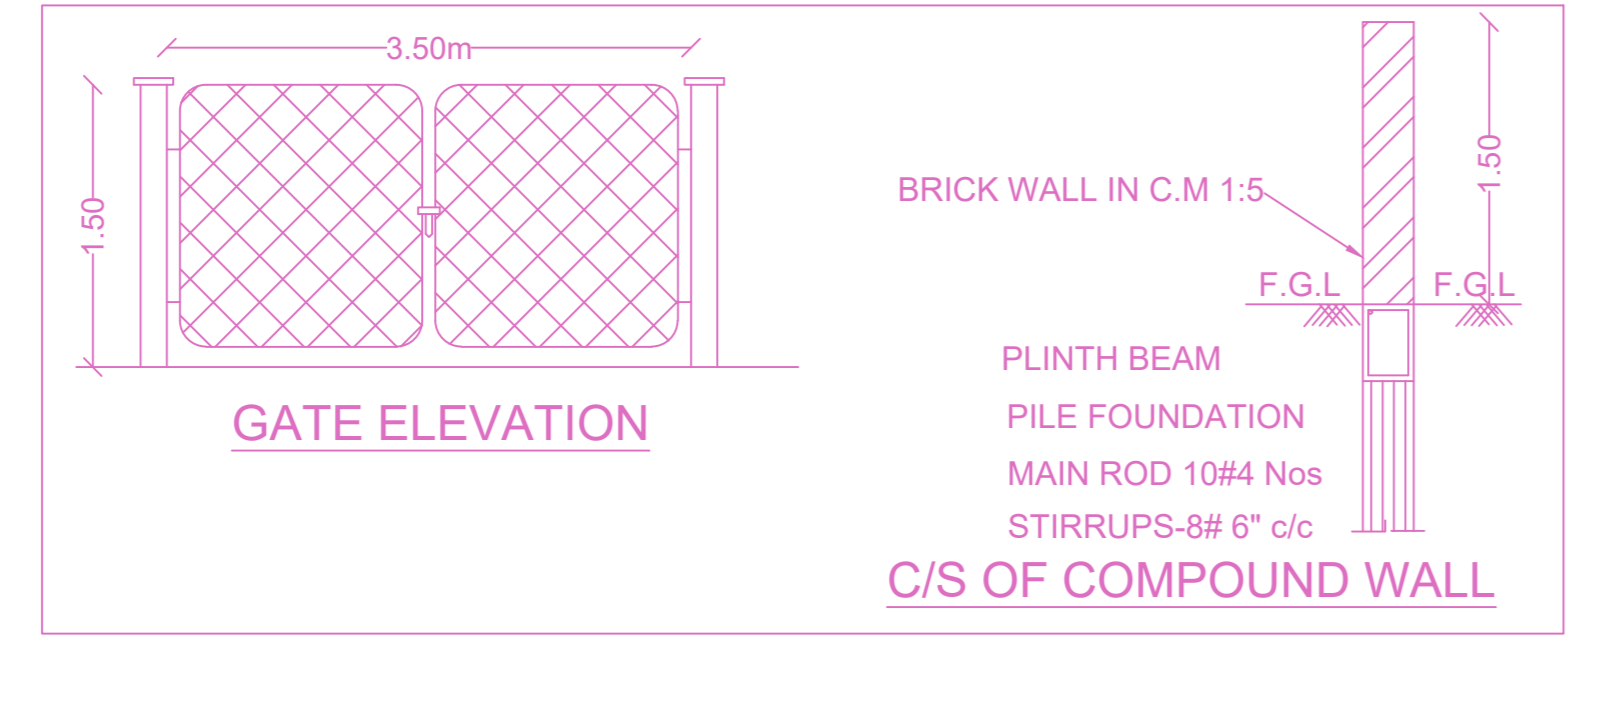 3.50m
1.50
GATE ELEVATION
1.50
BRICK WALL IN C.M 1:5
F.G.L
F.G.L
PLINTH BEAM
PILE FOUNDATION
MAIN ROD 10#4 Nos
STIRRUPS-8# 6" c/c
C/S OF COMPOUND WALL